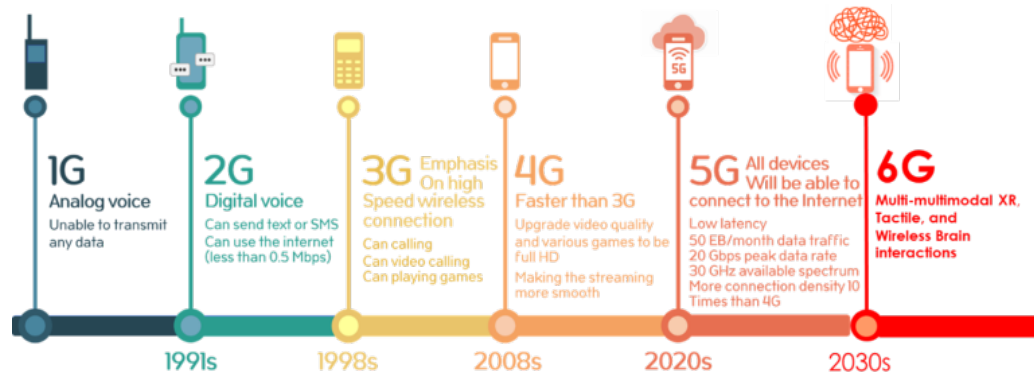 5G
1G
Analog voice
Unable to transmit
any data
2G
Digital voice
Can send text or SMS
Can use the internet
(less than 0.5 Mbps)
3G Emphasis
On high
Speed wireless
connection
Can calling
Can video calling
Can playing games
4G
Faster than 3G
Upgrade video quality
and various games to be
full HD
Making the streaming
more smooth
5G All devices
Will be able to
connect to the Internet
Low latency
50 EB/month data traffic
20 Gbps peak data rate
30 GHz available spectrum
More connection density 10
Times than 4G
6G
Multi-multimodal XR,
Tactile, and
Wireless Brain
interactions
1991s
1998s
2008s
2020s
2030s